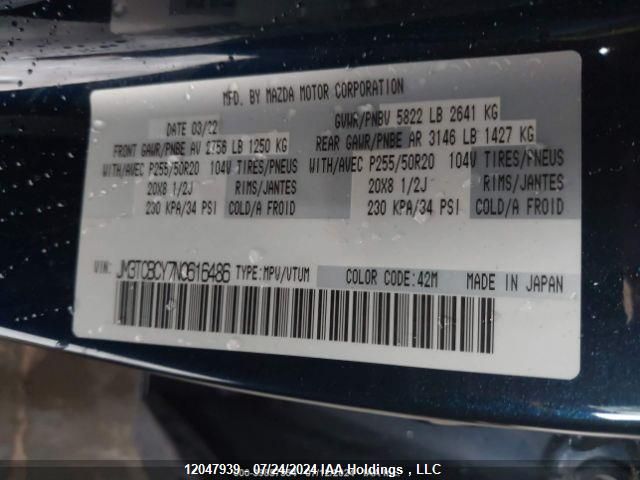 MFD. BY MAZDA MOTOR CORPORATION
DATE 03/22 GVWR/PNBV 5822 LB 2641 KG
FRONT GAWR/PNBE AV 2756 LB 1250 KG REAR GAWR/PNBE AR 3146 LB 1427 KG
WITH/AVEC P255/50R20 104V TIRES/PNEUS WITH/AVEC P255/50R20 104V TIRES/PNEUS
20X8 1/2J RIMS/JANTES 20X8 1/2J RIMS/JANTES
230 KPA/34 PSI COLD/A FROID 230 KPA/34 PSI COLD/A FROID
VIN: JM3TCBCY7N0616486 TYPE:MPV/VTUM COLOR CODE:42M MADE IN JAPAN
12047939 - 07/24/2024 IAA Holdings , LLC